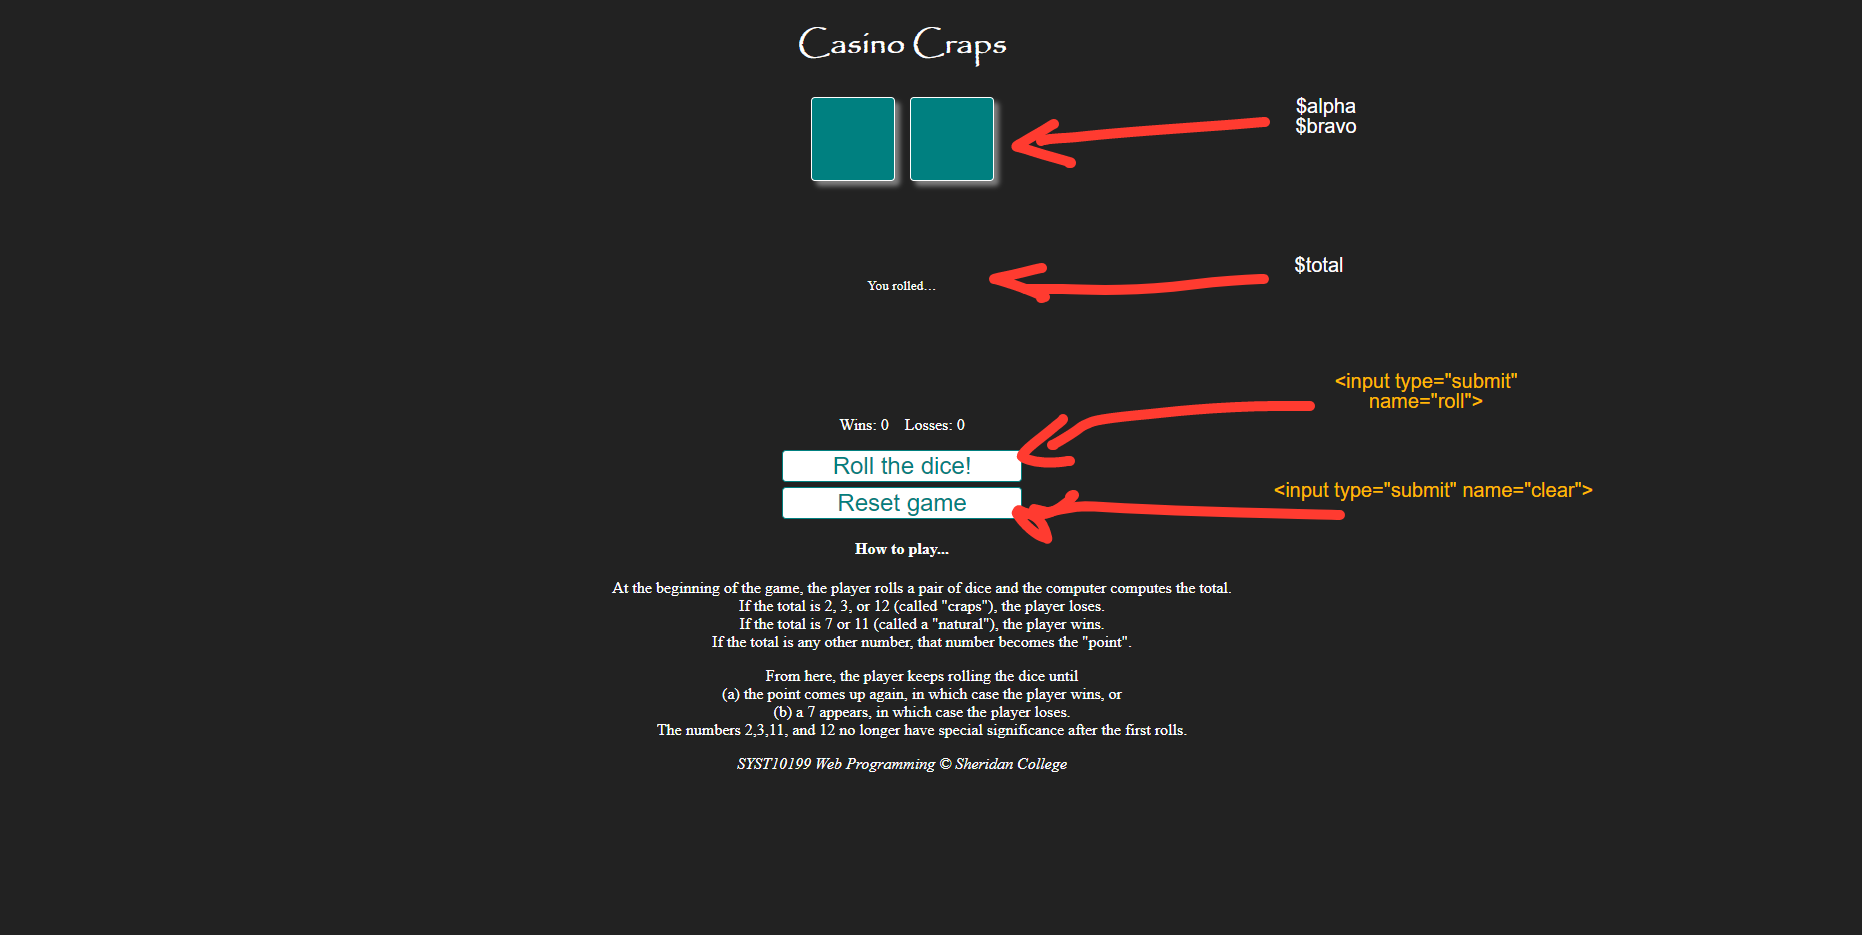 Casino Craps
$alpha
$bravo
You rolled…
$total
<input type="submit"
name="roll">
Wins: 0 Losses: 0
Roll the dice!
Reset game
<input type="submit" name="clear">
How to play...
At the beginning of the game, the player rolls a pair of dice and the computer computes the total.
If the total is 2, 3, or 12 (called "craps"), the player loses.
If the total is 7 or 11 (called a "natural"), the player wins.
If the total is any other number, that number becomes the "point".
From here, the player keeps rolling the dice until
(a) the point comes up again, in which case the player wins, or
(b) a 7 appears, in which case the player loses.
The numbers 2,3,11, and 12 no longer have special significance after the first rolls.
SYST10199 Web Programming © Sheridan College